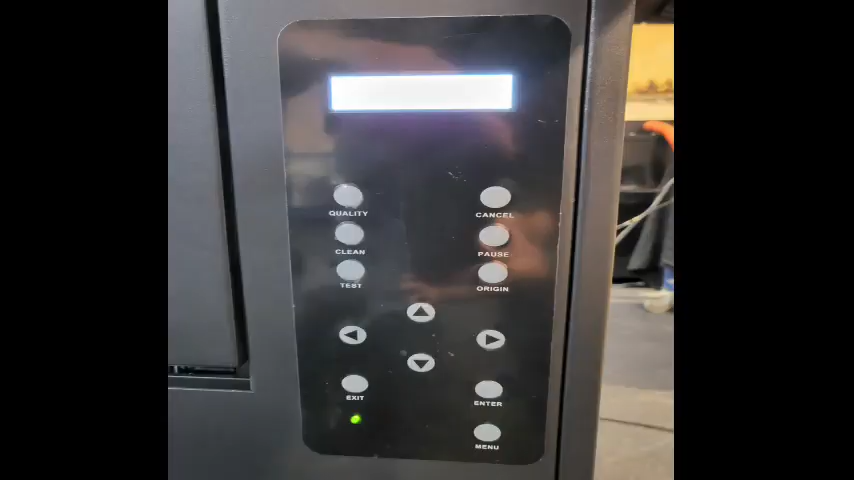 QUALITY
CANCEL
CLEAN
PAUSE
TEST
ORIGIN
EXIT
ENTER
MENU